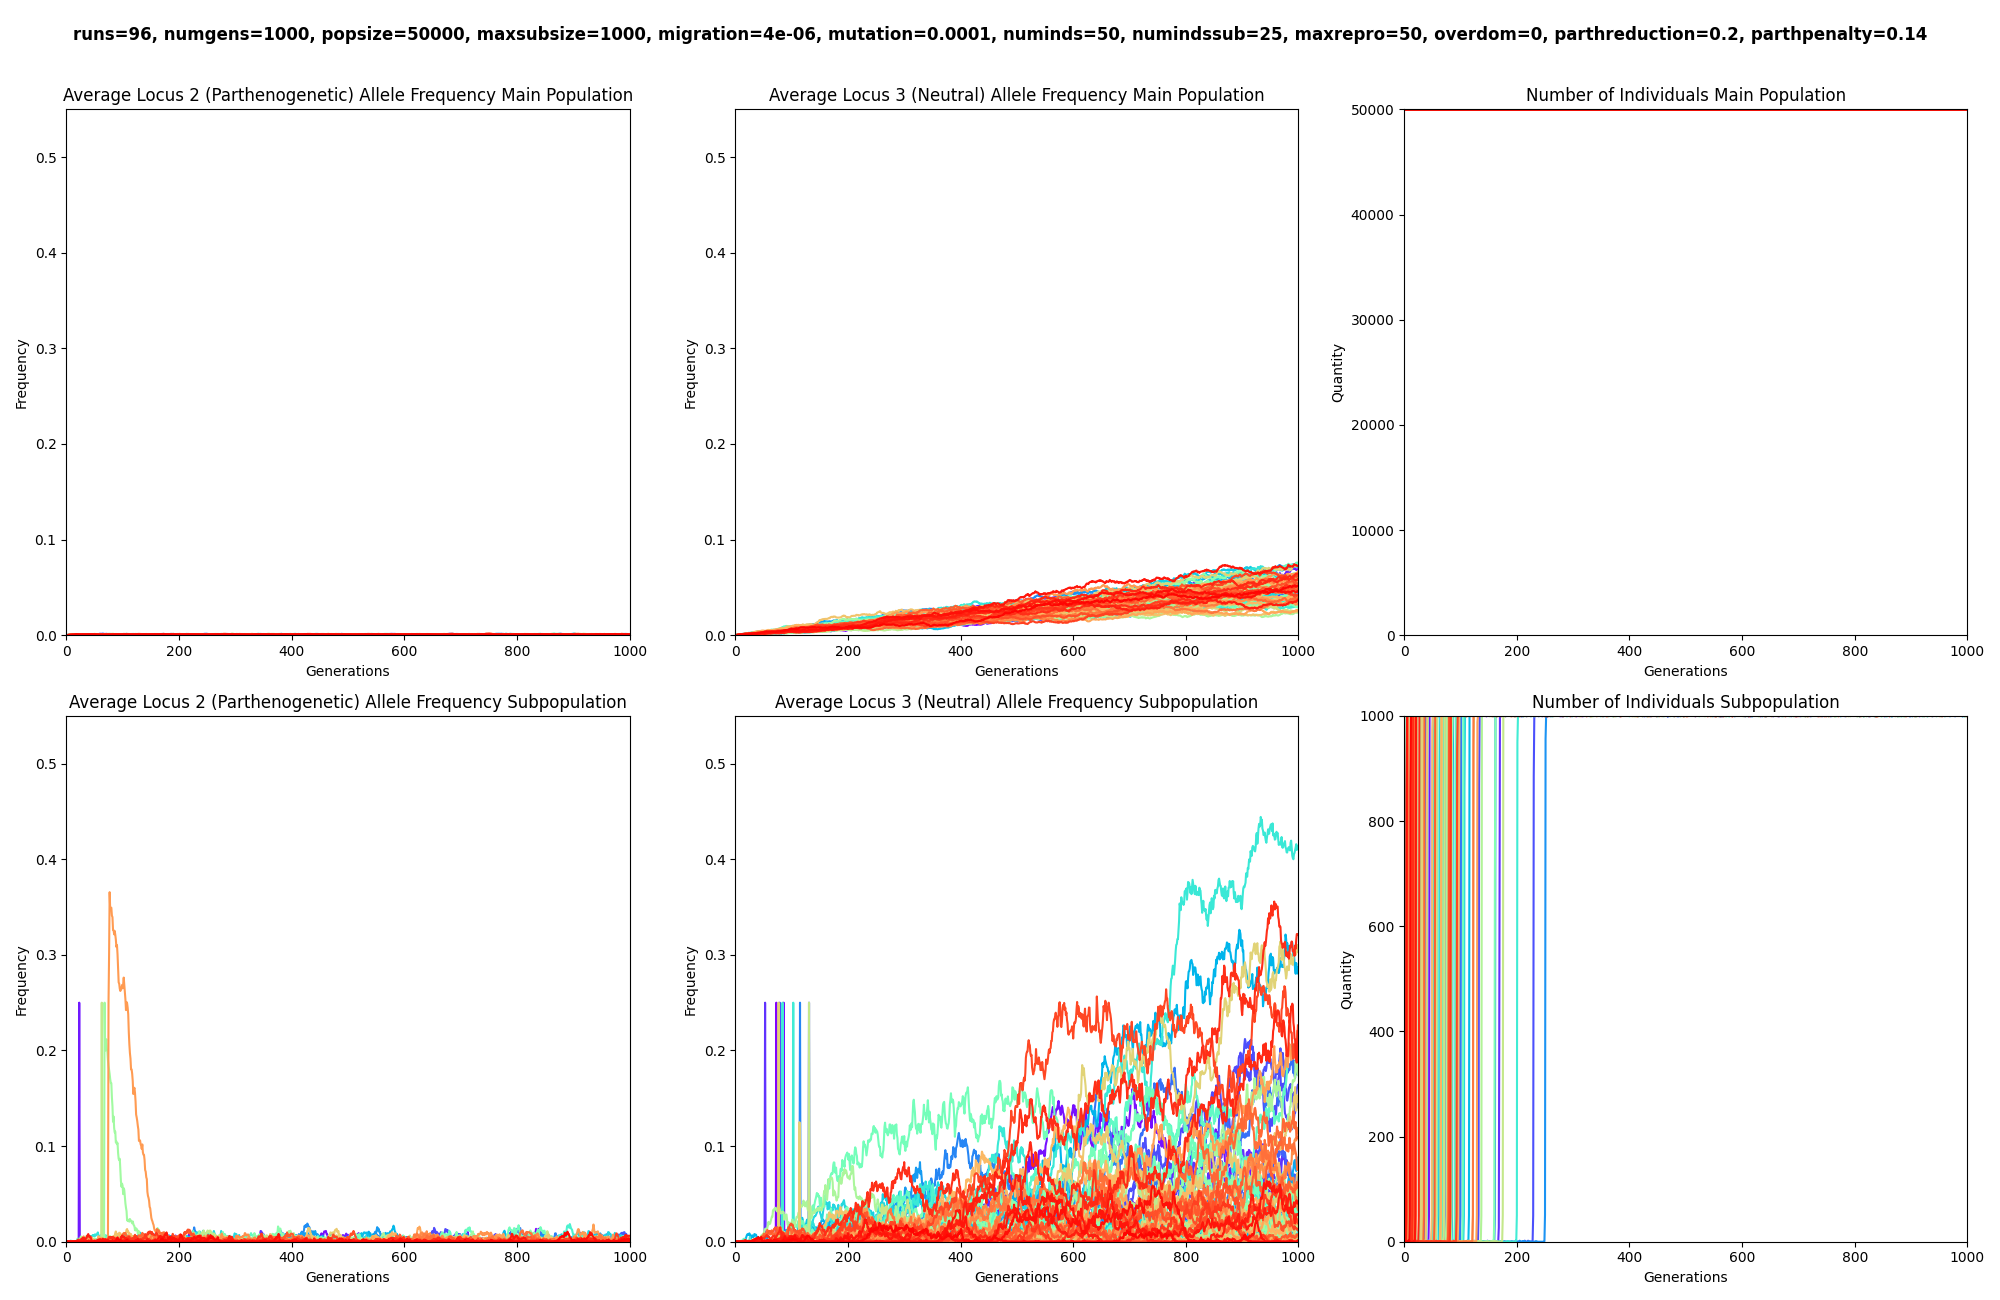 runs=96, numgens=1000, popsize=50000, maxsubsize=1000, migration=4e-06, mutation=0.0001, numinds=50, numindssub=25, maxrepro=50, overdom=0, parthreduction=0.2, parthpenalty=0.14
Average Locus 2 (Parthenogenetic) Allele Frequency Main Population
Frequency
0.5
0.4
0.3
0.2
0.1
0.0
0 200 400 600 800 1000
Generations
Average Locus 3 (Neutral) Allele Frequency Main Population
Frequency
0.5
0.4
0.3
0.2
0.1
0.0
0 200 400 600 800 1000
Generations
Number of Individuals Main Population
Quantity
50000
40000
30000
20000
10000
0
0 200 400 600 800 1000
Generations
Average Locus 2 (Parthenogenetic) Allele Frequency Subpopulation
Frequency
0.5
0.4
0.3
0.2
0.1
0.0
0 200 400 600 800 1000
Generations
Average Locus 3 (Neutral) Allele Frequency Subpopulation
Frequency
0.5
0.4
0.3
0.2
0.1
0.0
0 200 400 600 800 1000
Generations
Number of Individuals Subpopulation
Quantity
1000
800
600
400
200
0
0 200 400 600 800 1000
Generations